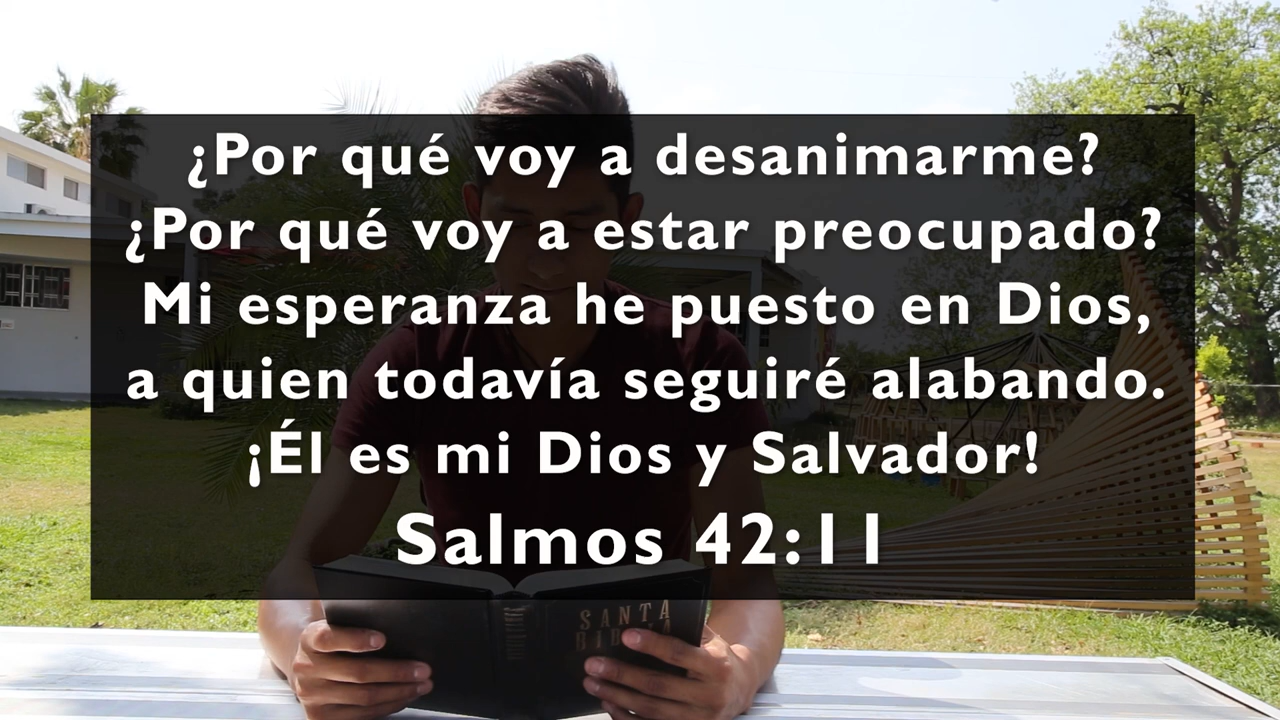 ¿Por qué voy a desanimarme?
¿Por qué voy a estar preocupado?
Mi esperanza he puesto en Dios,
a quien todavía seguiré alabando.
¡Él es mi Dios y Salvador!
Salmos 42:11
SANTA
BIBLIA